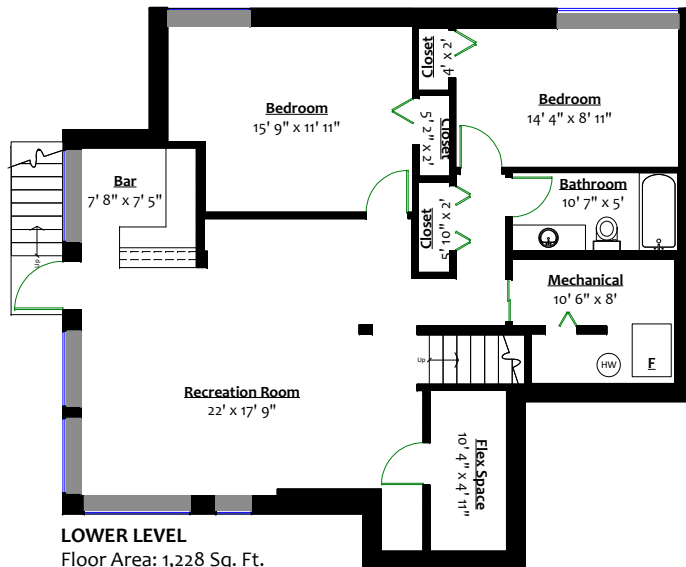 Closet
4' x 2'
Bedroom
15' 9" x 11' 11"
Bedroom
14' 4" x 8' 11"
Closet
5' 2" x 2'
Bar
7' 8" x 7' 5"
Bathroom
10' 7" x 5'
Closet
5' 10" x 2'
Up
Mechanical
10' 6" x 8'
Up
HW
F
Recreation Room
22' x 17' 9"
Flex Space
10' 4" x 4' 11"
LOWER LEVEL
Floor Area: 1,228 Sq. Ft.